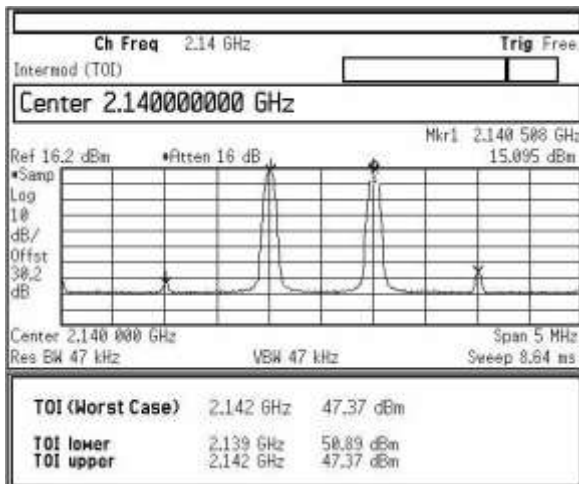 Ch Freq 2.14 GHz Trig Free
Intermod (TOI)
Center 2.140000000 GHz
Mkr1 2.140 508 GHz
Ref 16.2 dBm •Atten 16 dB 15.095 dBm
•Samp
Log
10
dB/
Offst
30.2
dB
Center 2.140 000 GHz Span 5 MHz
Res BW 47 kHz VBW 47 kHz Sweep 8.64 ms
TOI (Worst Case) 2.142 GHz 47.37 dBm
TOI lower 2.139 GHz 50.89 dBm
TOI upper 2.142 GHz 47.37 dBm